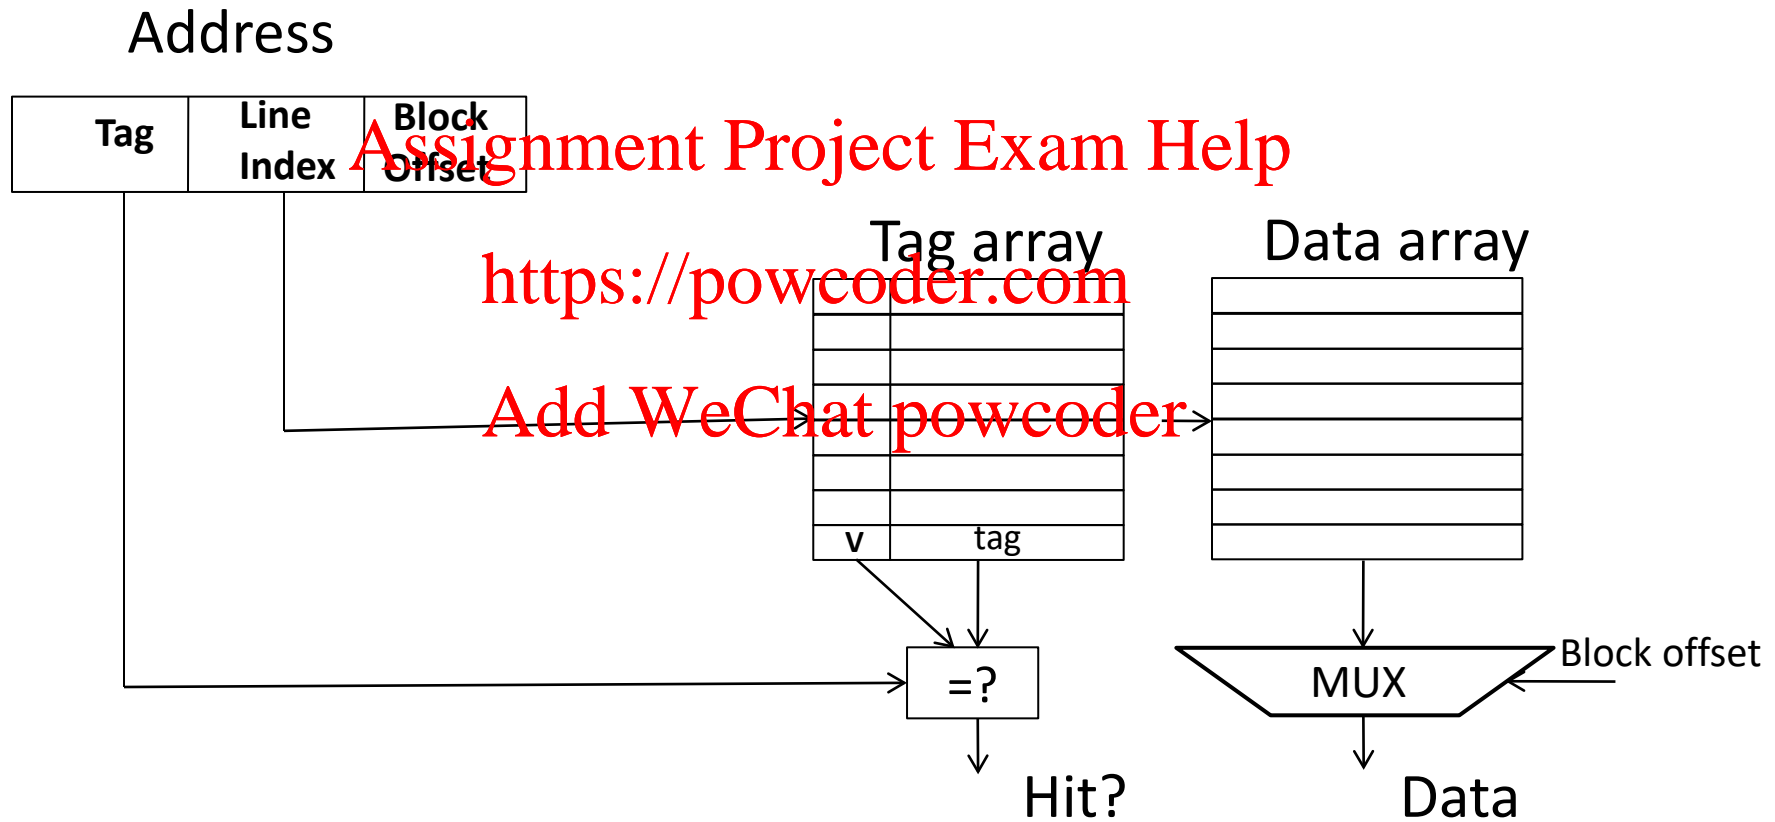 Address
Tag
Line
Index
Block
Offset
Assignment Project Exam Help
Tag array
Data array
https://powcoder.com
Add WeChat powcoder
v
tag
=?
MUX
Block offset
Hit?
Data